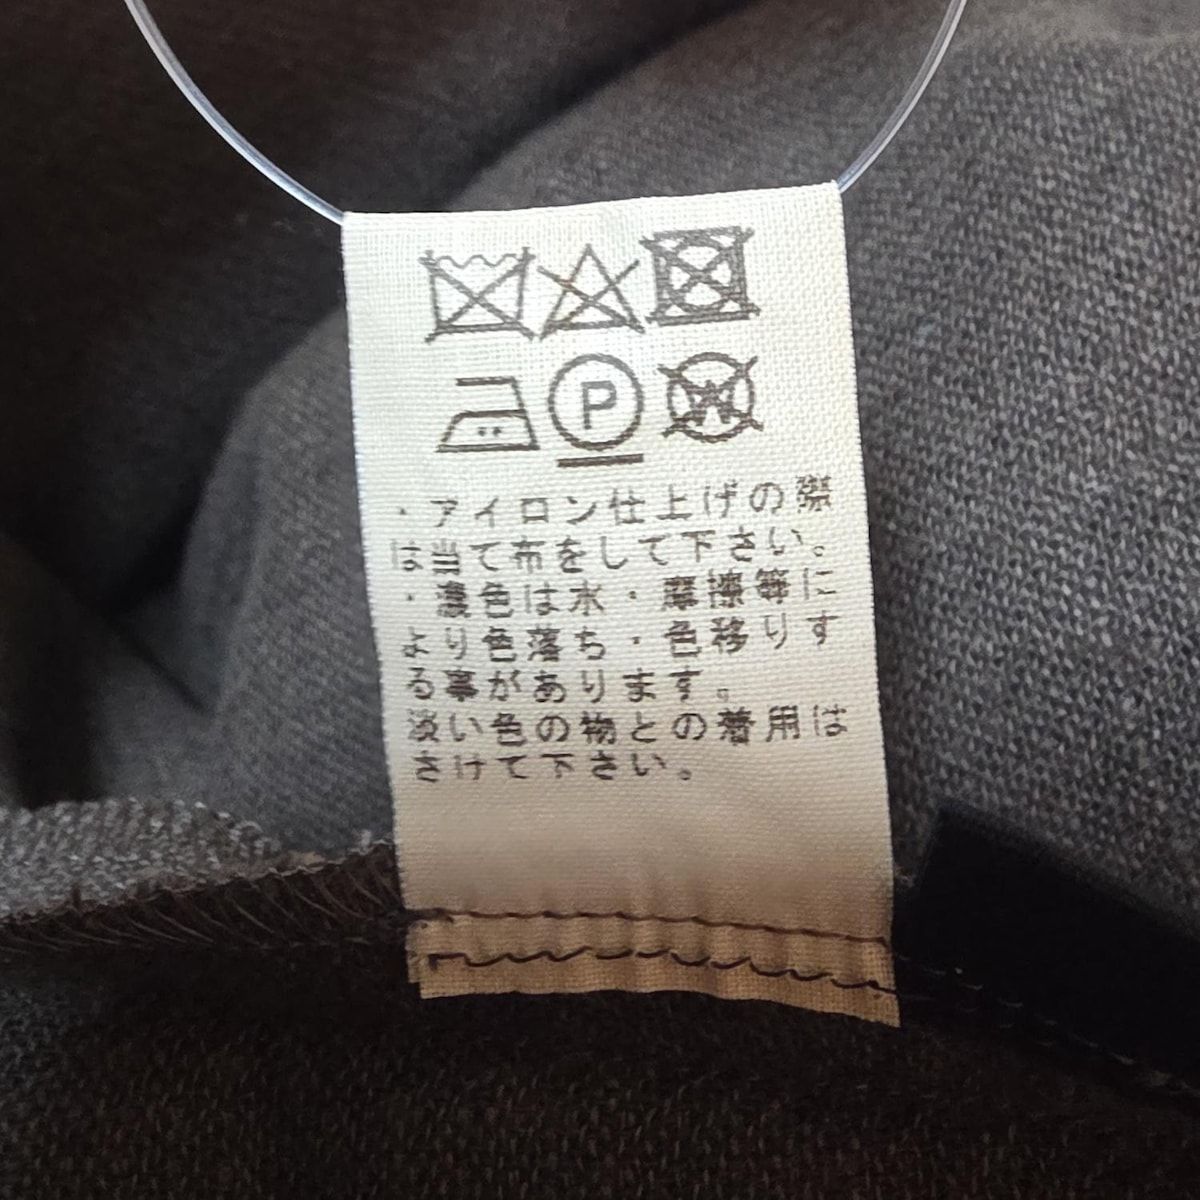 P
W
・アイロン仕上げの際
は当て布をして下さい。
・濃色は水・摩擦等に
より色落ち・色移りす
る事があります。
淡い色の物との着用は
さけて下さい。